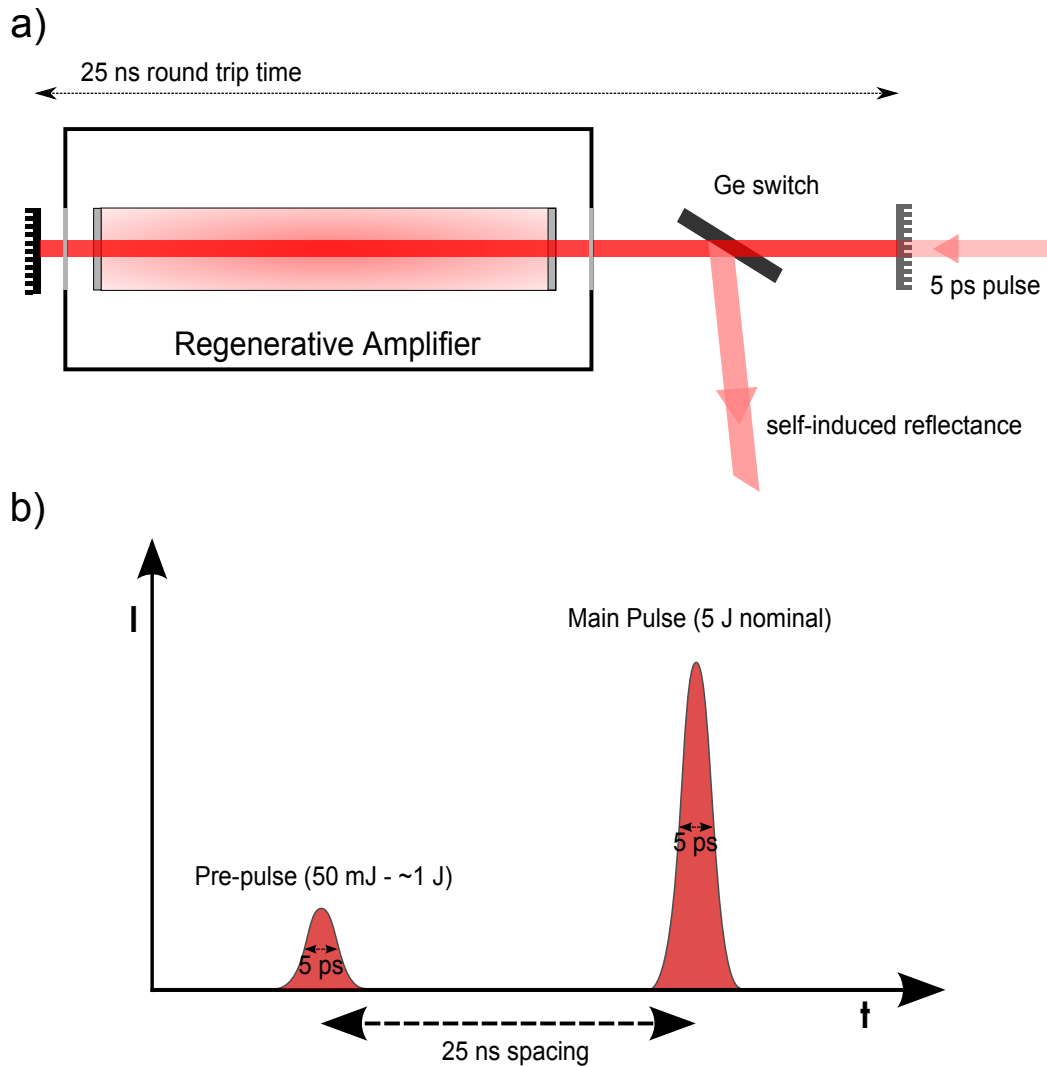 a)
25 ns round trip time
Ge switch
5 ps pulse
Regenerative Amplifier
self-induced reflectance
b)
I
Main Pulse (5 J nominal)
5 ps
Pre-pulse (50 mJ - ~1 J)
5 ps
t
25 ns spacing